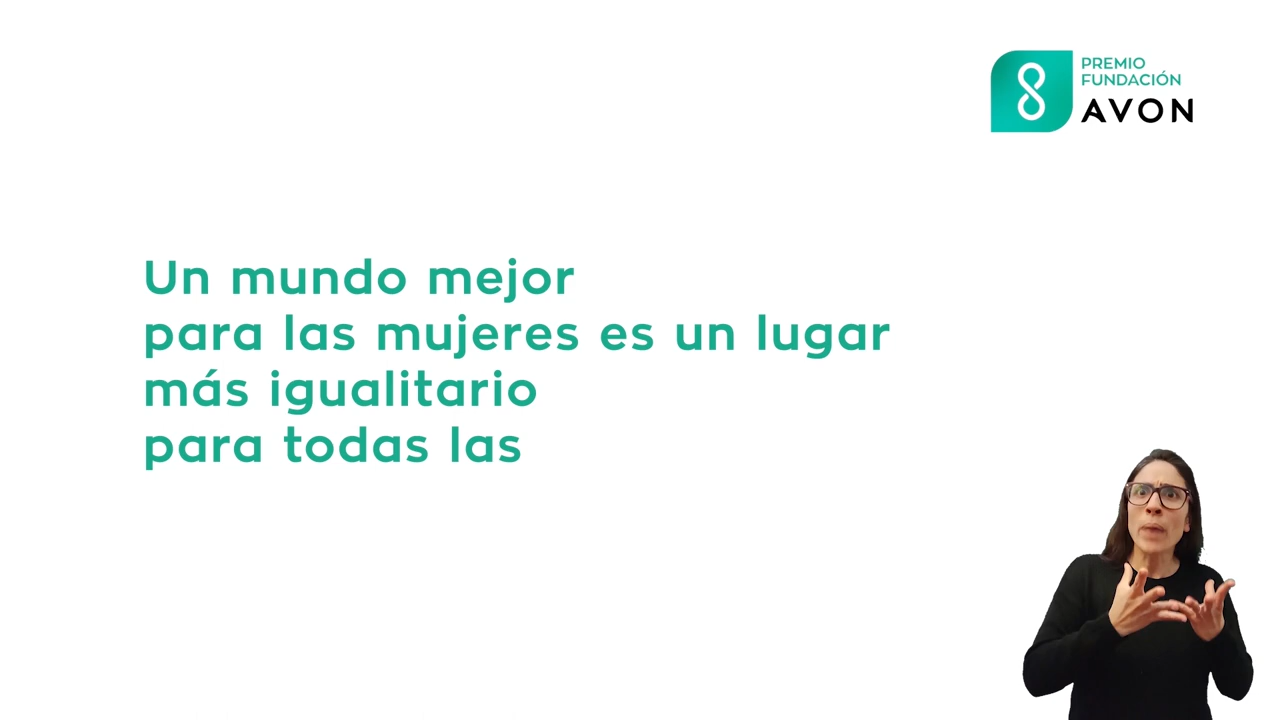 PREMIO
FUNDACIÓN
AVON
Un mundo mejor
para las mujeres es un lugar
más igualitario
para todas las